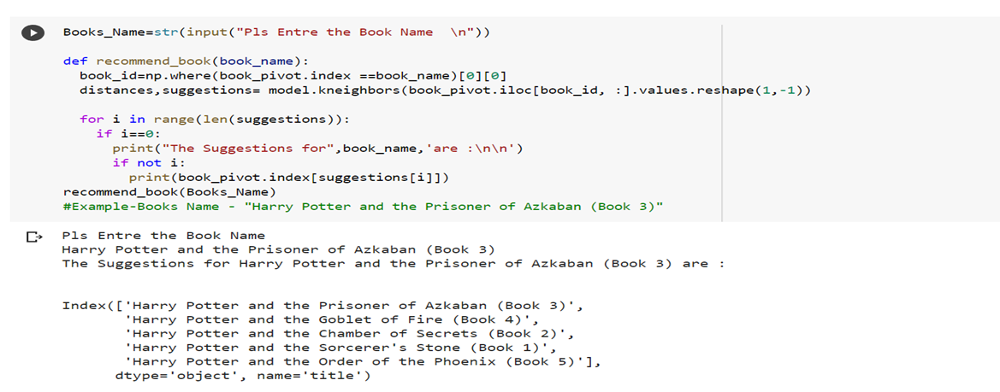 Books_Name=str(input("Pls Entre the Book Name  \n"))
def recommend_book(book_name):
  book_id=np.where(book_pivot.index ==book_name)[0][0]
  distances,suggestions= model.kneighbors(book_pivot.iloc[book_id, :].values.reshape(1,-1))
  for i in range(len(suggestions)):
    if i==0:
      print("The Suggestions for",book_name,'are :\n\n')
      if not i:
        print(book_pivot.index[suggestions[i]])
recommend_book(Books_Name)
#Example-Books Name - "Harry Potter and the Prisoner of Azkaban (Book 3)"
Pls Entre the Book Name
Harry Potter and the Prisoner of Azkaban (Book 3)
The Suggestions for Harry Potter and the Prisoner of Azkaban (Book 3) are :
Index(['Harry Potter and the Prisoner of Azkaban (Book 3)',
       'Harry Potter and the Goblet of Fire (Book 4)',
       'Harry Potter and the Chamber of Secrets (Book 2)',
       'Harry Potter and the Sorcerer's Stone (Book 1)',
       'Harry Potter and the Order of the Phoenix (Book 5)'],
      dtype='object', name='title')